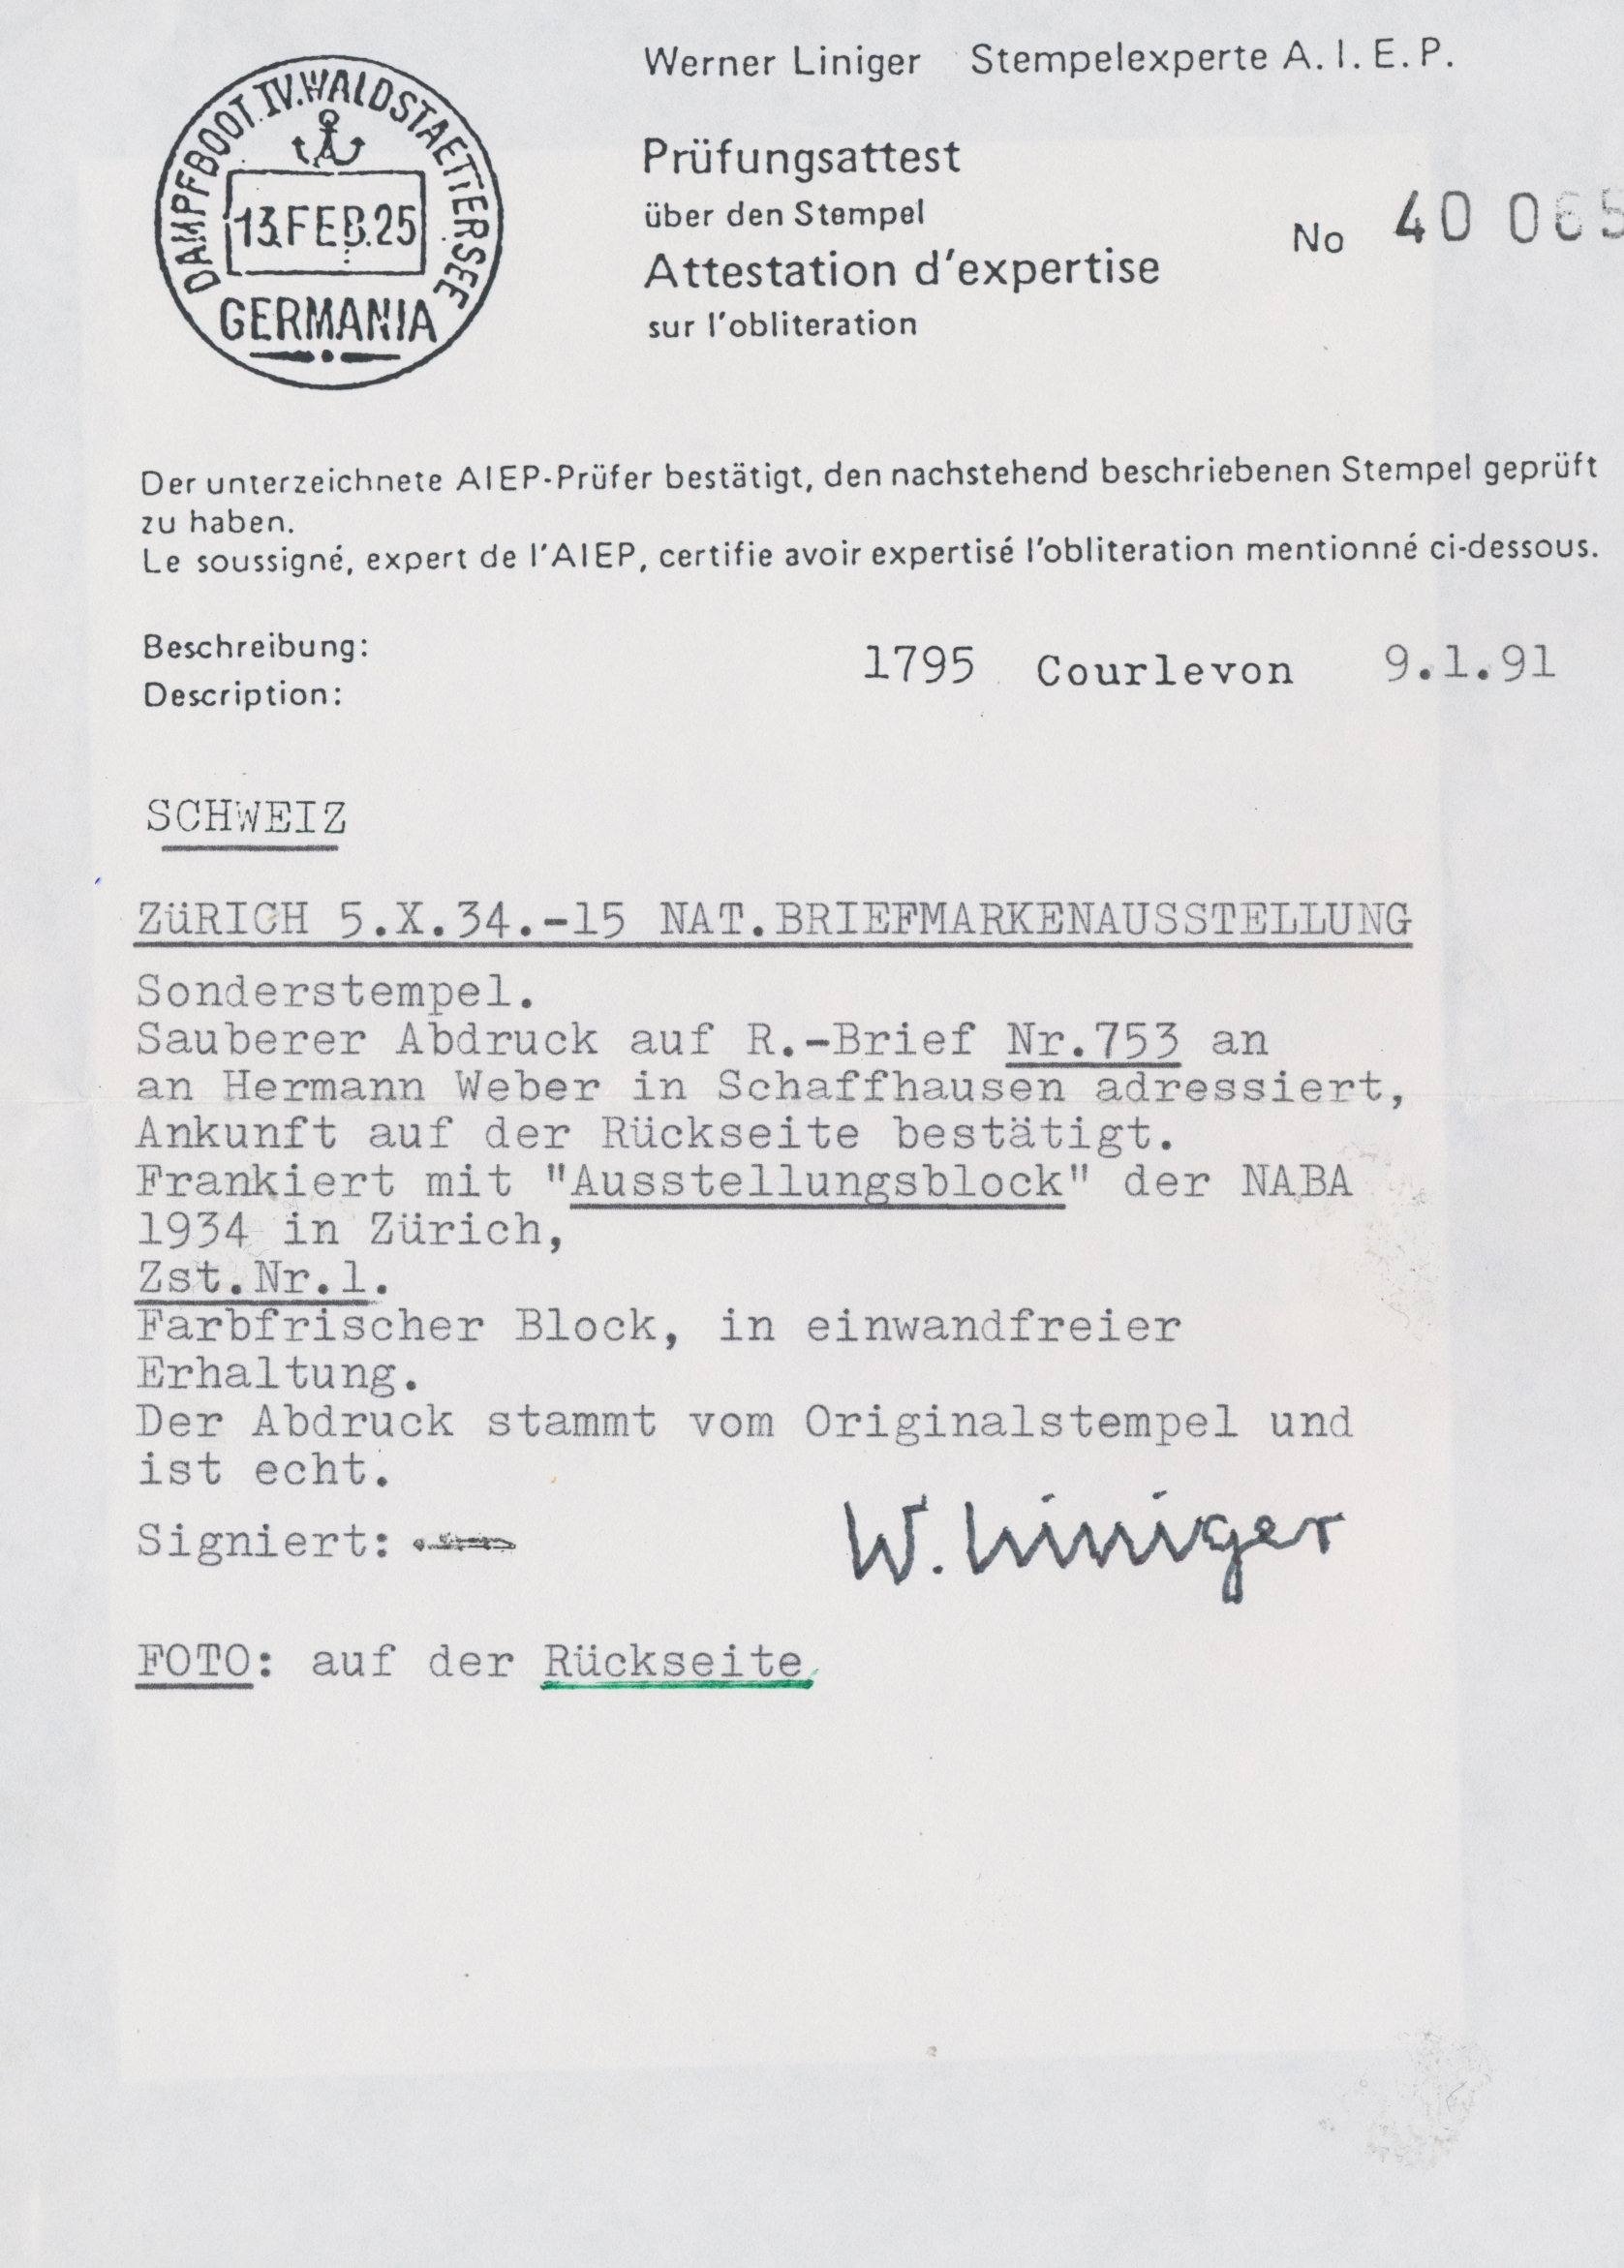 Werner Liniger Stempelexperte A.I.E.P.
DAMPFBOOT.IV.WALDSTAETTERSEE
13.FEB.25
GERMANIA
Prüfungsattest
über den Stempel
Attestation d'expertise
sur l'obliteration
No 40 065
Der unterzeichnete AIEP-Prüfer bestätigt, den nachstehend beschriebenen Stempel geprüft
zu haben.
Le soussigné, expert de l'AIEP, certifie avoir expertisé l'obliteration mentionné ci-dessous.
Beschreibung:
Description:
1795 Courlevon 9.1.91
SCHWEIZ
ZüRICH 5.X.34.-15 NAT.BRIEFMARKENAUSSTELLUNG
Sonderstempel.
Sauberer Abdruck auf R.-Brief Nr.753 an
an Hermann Weber in Schaffhausen adressiert,
Ankunft auf der Rückseite bestätigt.
Frankiert mit "Ausstellungsblock" der NABA
1934 in Zürich,
Zst.Nr.1.
Farbfrischer Block, in einwandfreier
Erhaltung.
Der Abdruck stammt vom Originalstempel und
ist echt.
Signiert:
W. Liniger
FOTO: auf der Rückseite